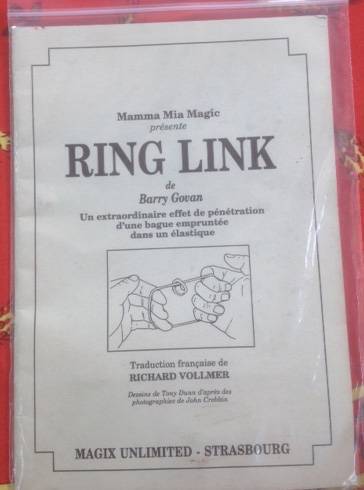 Mamma Mia Magic
présente
RING LINK
de
Barry Govan
Un extraordinaire effet de pénétration
d'une bague empruntée
dans un élastique
Traduction française de
RICHARD VOLLMER
Dessins de Tony Dunn d'après des
photographies de John Crobbin
MAGIX UNLIMITED - STRASBOURG